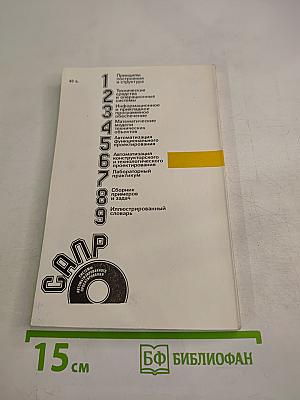 40 к.
1 Принципы
построения
и структура
2 Технические
средства
и операционные
системы
3 Информационное
и прикладное
программное
обеспечение
4 Математические
модели
технических
объектов
5 Автоматизация
функционального
проектирования
6 Автоматизация
конструкторского
и технологического
проектирования
7 Лабораторный
практикум
8 Сборник
примеров
и задач
9 Иллюстрированный
словарь
САПР
15 см
БФ БИБЛИОФАН